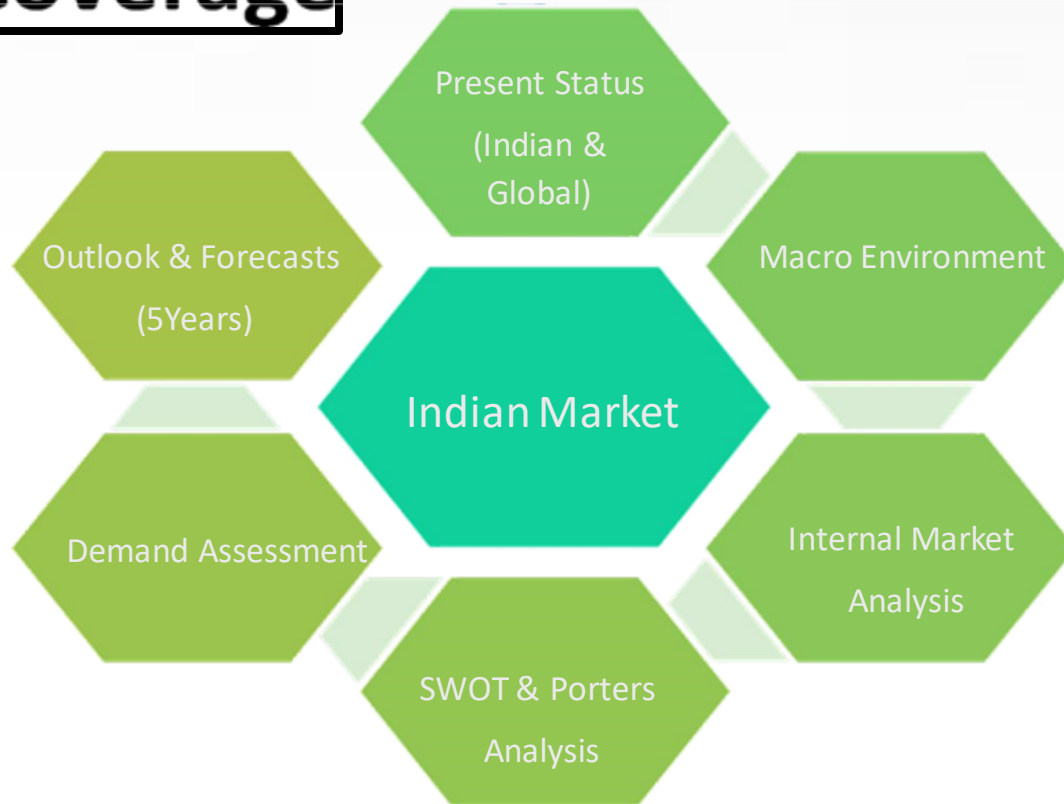 Coverage
Present Status
(Indian &
Global)
Outlook & Forecasts
(5Years)
Macro Environment
Indian Market
Demand Assessment
Internal Market
Analysis
SWOT & Porters
Analysis